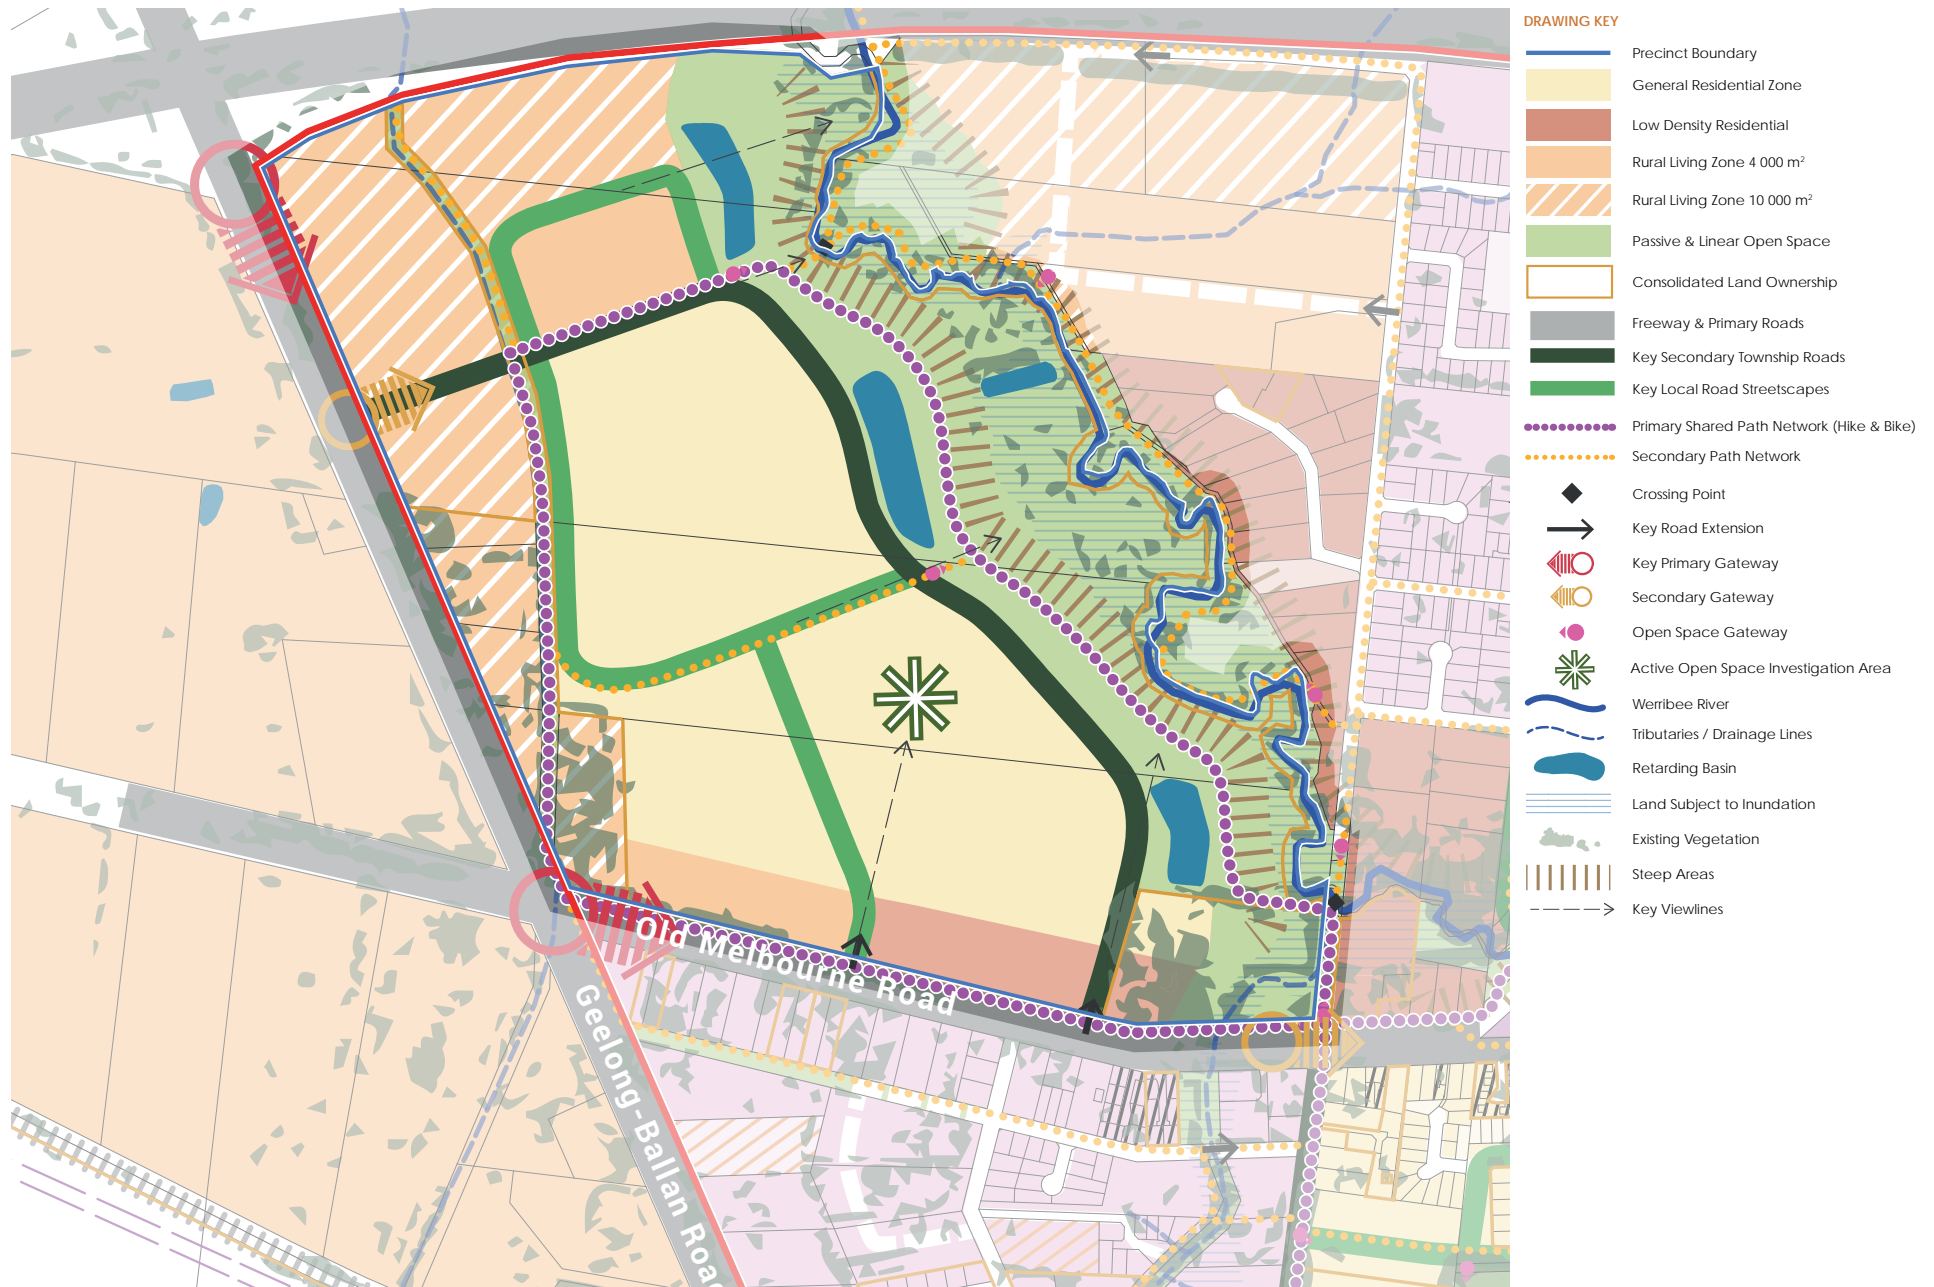 DRAWING KEY
Precinct Boundary
General Residential Zone
Low Density Residential
Rural Living Zone 4 000 m²
Rural Living Zone 10 000 m²
Passive & Linear Open Space
Consolidated Land Ownership
Freeway & Primary Roads
Key Secondary Township Roads
Key Local Road Streetscapes
Primary Shared Path Network (Hike & Bike)
Secondary Path Network
Crossing Point
Key Road Extension
Key Primary Gateway
Secondary Gateway
Open Space Gateway
Active Open Space Investigation Area
Werribee River
Tributaries / Drainage Lines
Retarding Basin
Land Subject to Inundation
Existing Vegetation
Steep Areas
Key Viewlines
Old Melbourne Road
Geelong-Ballan Road